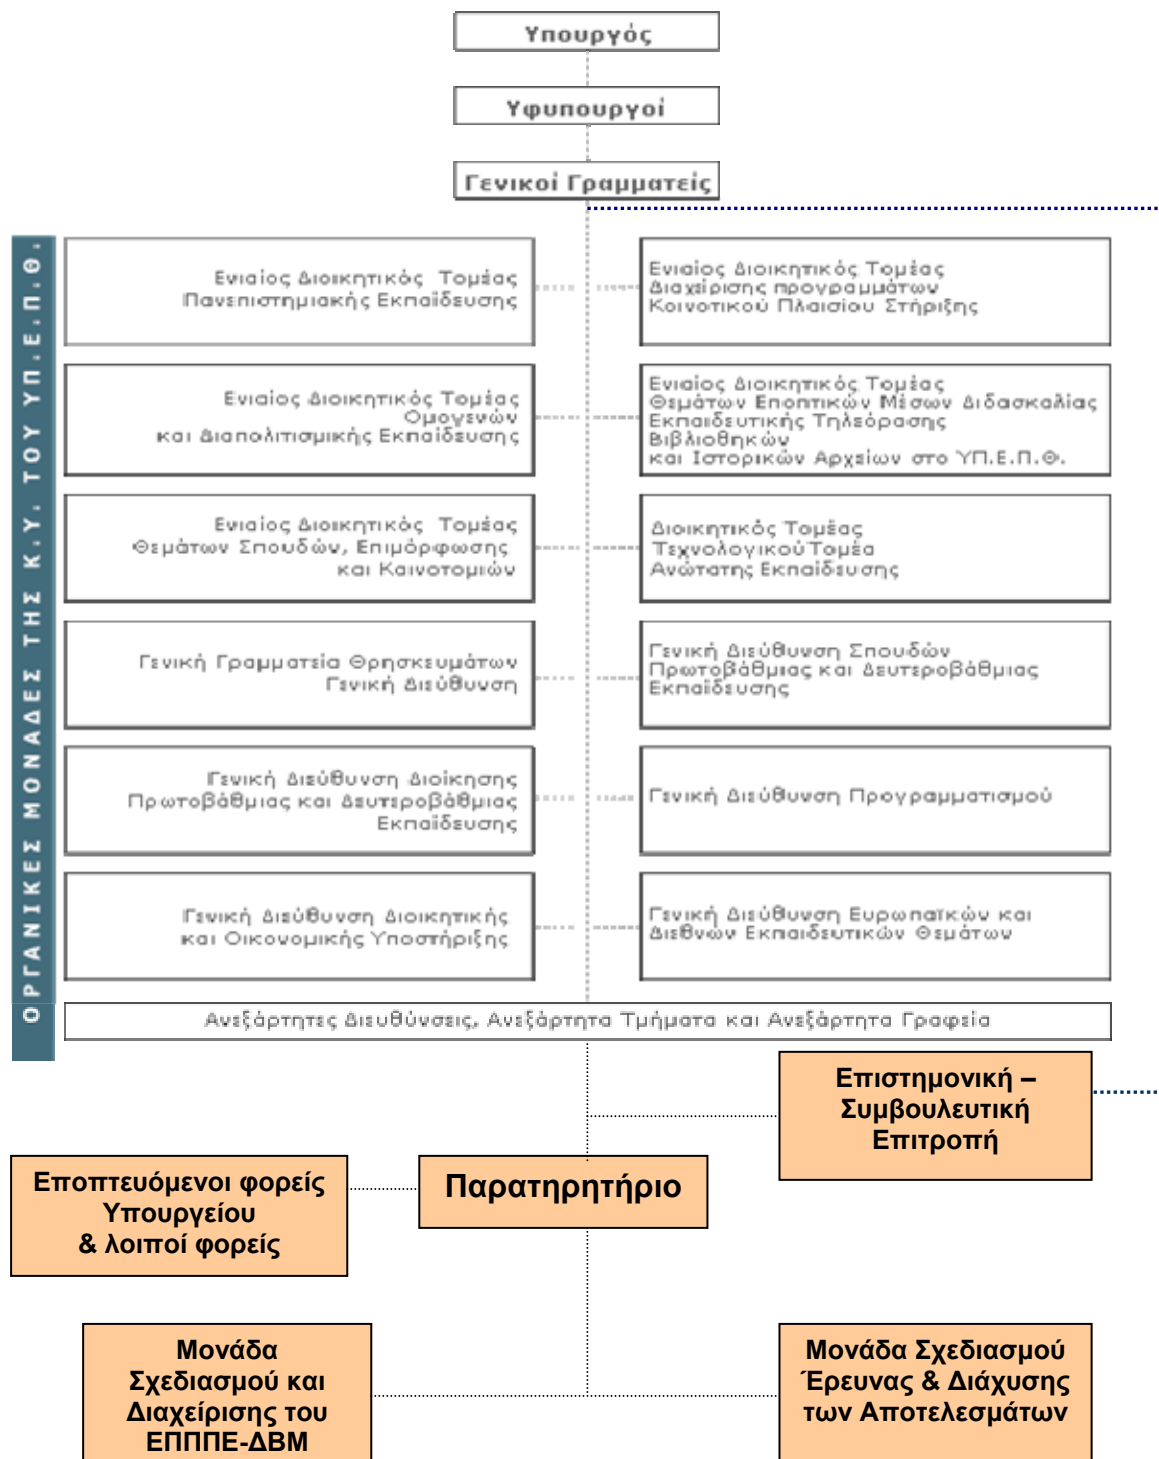 Υπουργός
Υφυπουργοί
Γενικοί Γραμματείς
ΟΡΓΑΝΙΚΕΣ ΜΟΝΑΔΕΣ ΤΗΣ Κ.Υ. ΤΟΥ ΥΠ.Ε.Π.Θ.
Ενιαίος Διοικητικός Τομέας
Πανεπιστημιακής Εκπαίδευσης
Ενιαίος Διοικητικός Τομέας
Διαχείρισης προγραμμάτων
Κοινοτικού Πλαισίου Στήριξης
Ενιαίος Διοικητικός Τομέας
Ομογενών
και Διαπολιτισμικής Εκπαίδευσης
Ενιαίος Διοικητικός Τομέας
Θεμάτων Εποπτικών Μέσων Διδασκαλίας
Εκπαιδευτικής Τηλεόρασης
Βιβλιοθηκών
και Ιστορικών Αρχείων στο ΥΠ.Ε.Π.Θ.
Ενιαίος Διοικητικός Τομέας
Θεμάτων Σπουδών, Επιμόρφωσης
και Καινοτομιών
Διοικητικός Τομέας
Τεχνολογικού Τομέα
Ανώτατης Εκπαίδευσης
Γενική Γραμματεία Θρησκευμάτων
Γενική Διεύθυνση
Γενική Διεύθυνση Σπουδών
Πρωτοβάθμιας και Δευτεροβάθμιας
Εκπαίδευσης
Γενική Διεύθυνση Διοίκησης
Πρωτοβάθμιας και Δευτεροβάθμιας
Εκπαίδευσης
Γενική Διεύθυνση Προγραμματισμού
Γενική Διεύθυνση Διοικητικής
και Οικονομικής Υποστήριξης
Γενική Διεύθυνση Ευρωπαϊκών και
Διεθνών Εκπαιδευτικών Θεμάτων
Ανεξάρτητες Διευθύνσεις, Ανεξάρτητα Τμήματα και Ανεξάρτητα Γραφεία
Επιστημονική –
Συμβουλευτική
Επιτροπή
Εποπτευόμενοι φορείς
Υπουργείου
& λοιποί φορείς
Παρατηρητήριο
Μονάδα
Σχεδιασμού και
Διαχείρισης του
ΕΠΠΠΕ-ΔΒΜ
Μονάδα Σχεδιασμού
Έρευνας & Διάχυσης
των Αποτελεσμάτων